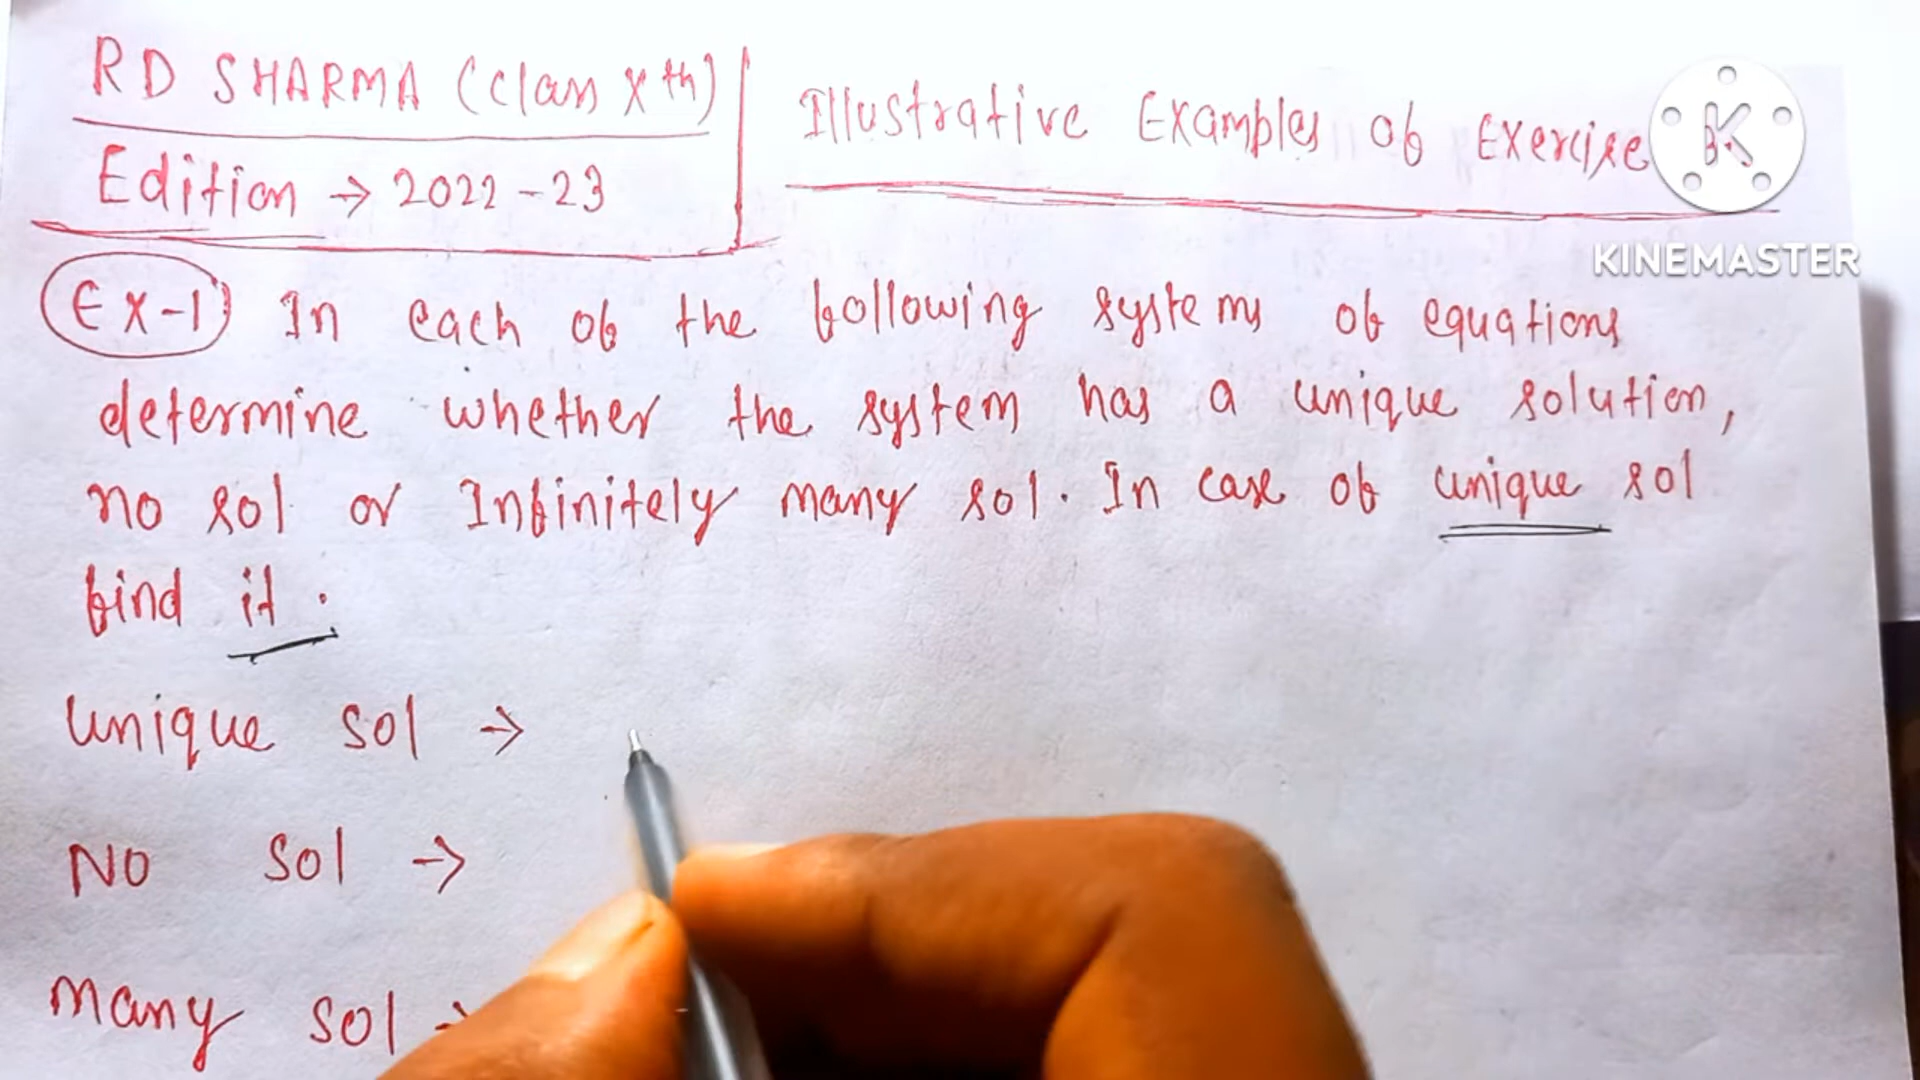 RD SHARMA (Class Xth)
Edition → 2022-23
Illustrative Examples of Exercise
K
KINEMASTER
Ex-1 In each of the following systems of equations
determine whether the system has a unique solution,
no sol or Infinitely many sol. In case of unique sol
find it.
Unique Sol →
No Sol →
Many Sol →